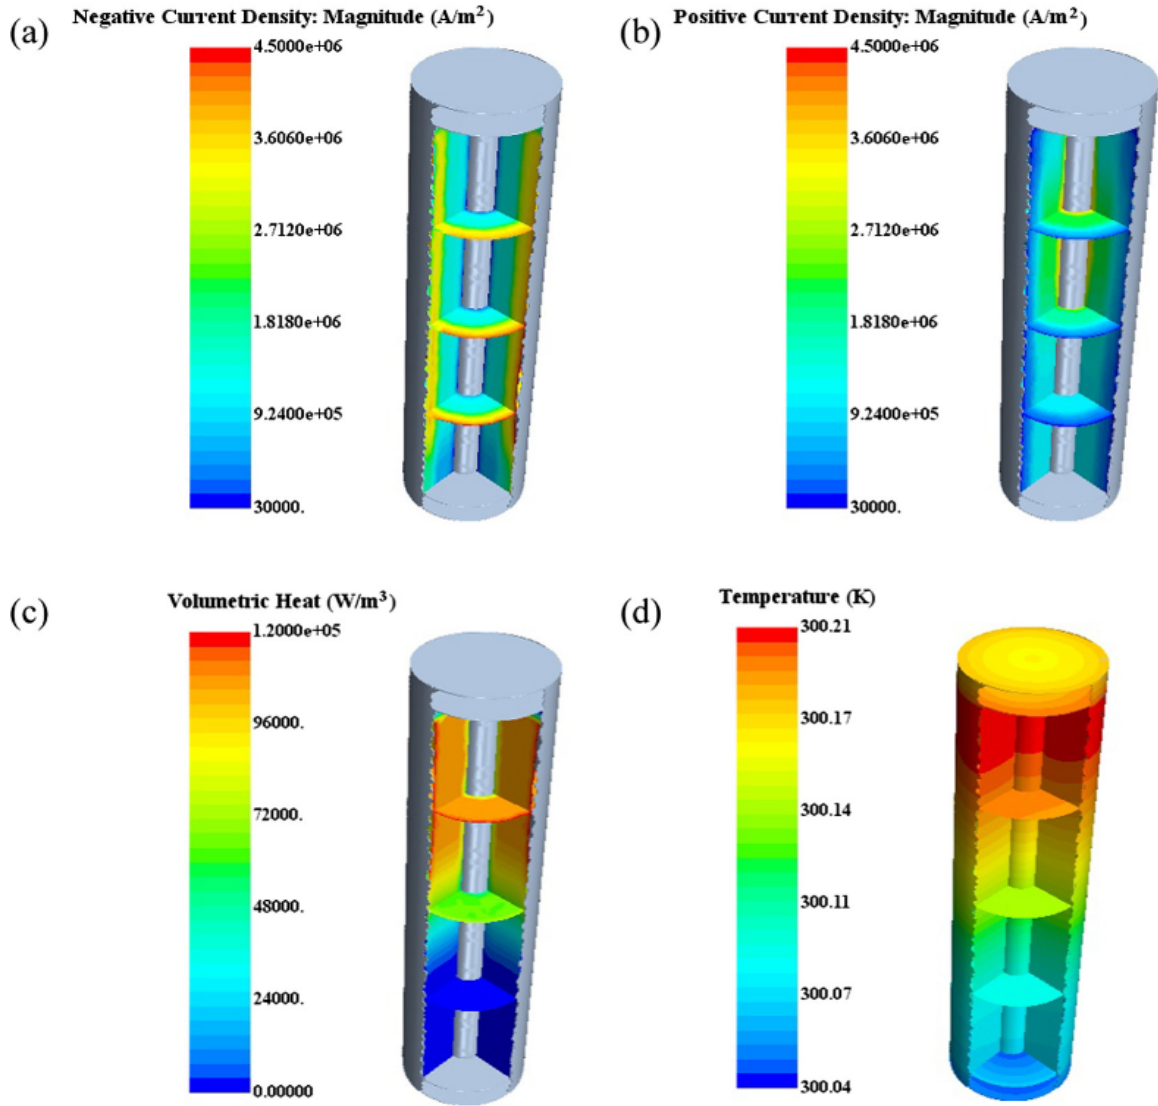 (a)
Negative Current Density: Magnitude (A/m²)
4.5000e+06
3.6060e+06
2.7120e+06
1.8180e+06
9.2400e+05
30000.
(b)
Positive Current Density: Magnitude (A/m²)
4.5000e+06
3.6060e+06
2.7120e+06
1.8180e+06
9.2400e+05
30000.
(c)
Volumetric Heat (W/m³)
1.2000e+05
96000.
72000.
48000.
24000.
0.00000
(d)
Temperature (K)
300.21
300.17
300.14
300.11
300.07
300.04